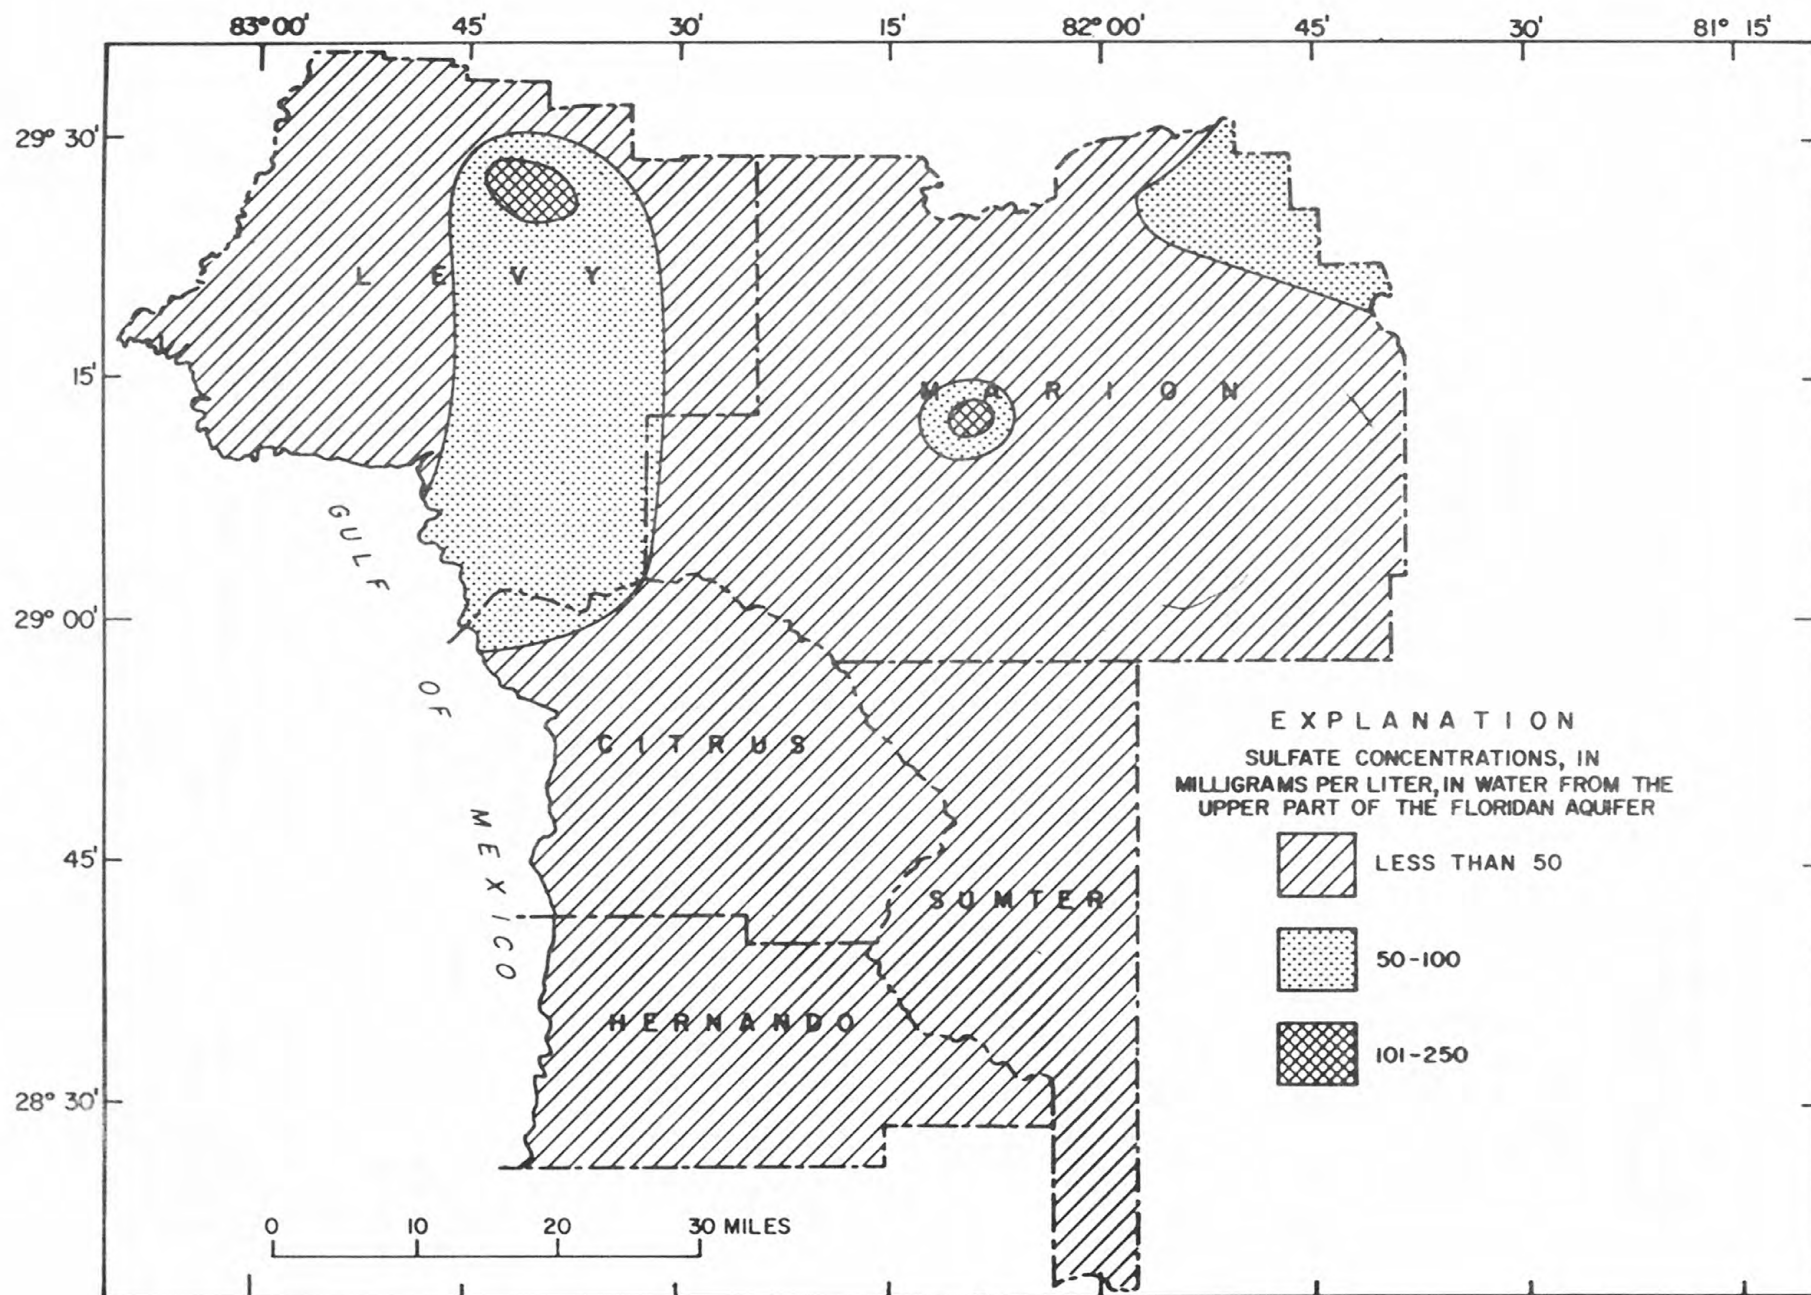 83°00' 45' 30' 15' 82°00' 45' 30' 81° 15'
29° 30'
15'
29° 00'
45'
28° 30'
LEVY
MARION
GULF OF MEXICO
CITRUS
SUMTER
HERNANDO
EXPLANATION
SULFATE CONCENTRATIONS, IN
MILLIGRAMS PER LITER, IN WATER FROM THE
UPPER PART OF THE FLORIDAN AQUIFER
LESS THAN 50
50-100
101-250
0 10 20 30 MILES